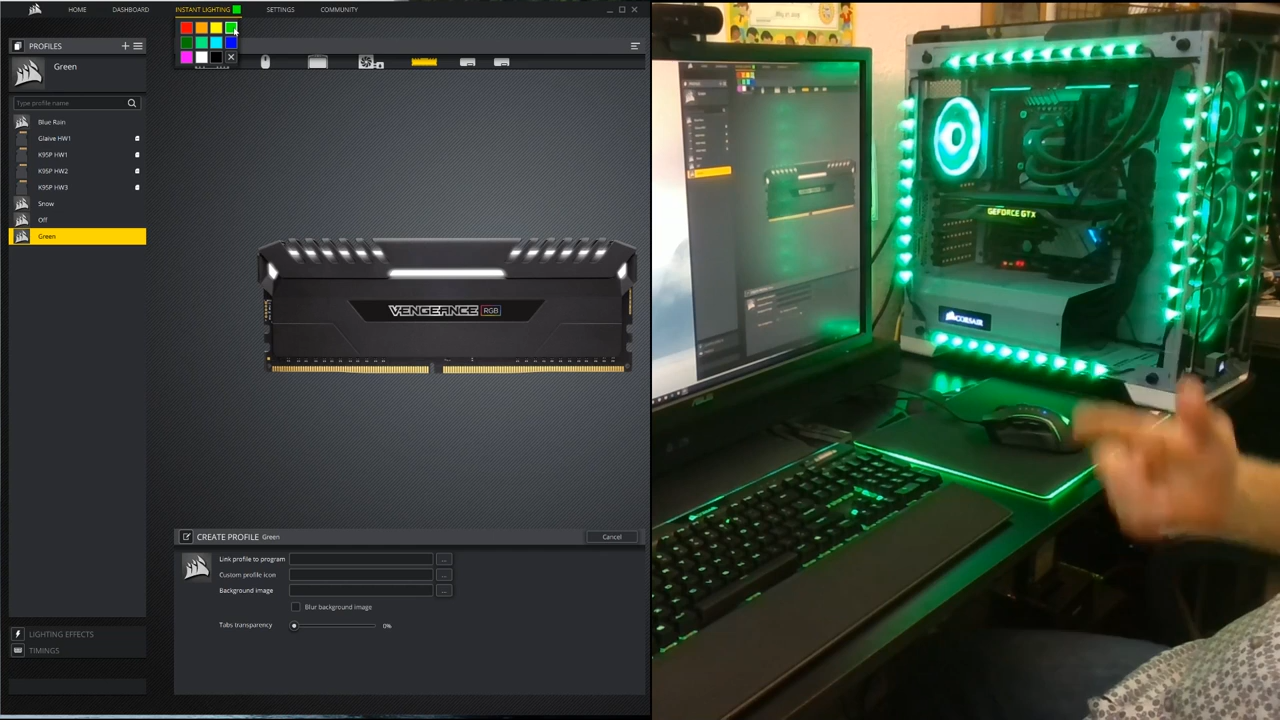 HOME
DASHBOARD
INSTANT LIGHTING
SETTINGS
COMMUNITY
PROFILES
Green
Type profile name
Blue Rain
Glaive HW1
K95P HW1
K95P HW2
K95P HW3
Snow
Off
Green
VENGEANCE RGB
CREATE PROFILE Green
Cancel
Link profile to program
...
Custom profile icon
...
Background image
...
Blur background image
Tabs transparency
0%
LIGHTING EFFECTS
TIMINGS
GEFORCE GTX
CORSAIR
ASUS